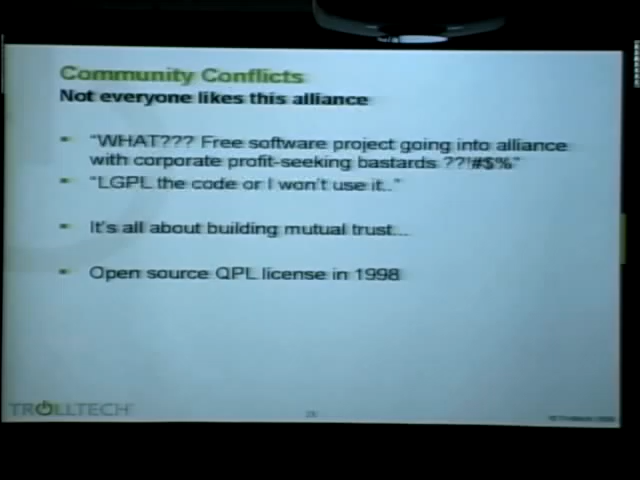 Community Conflicts
Not everyone likes this alliance
"WHAT??? Free software project going into alliance
with corporate profit-seeking bastards ??!#$%"
"LGPL the code or I won't use it.."
It's all about building mutual trust...
Open source QPL license in 1998
TROLLTECH